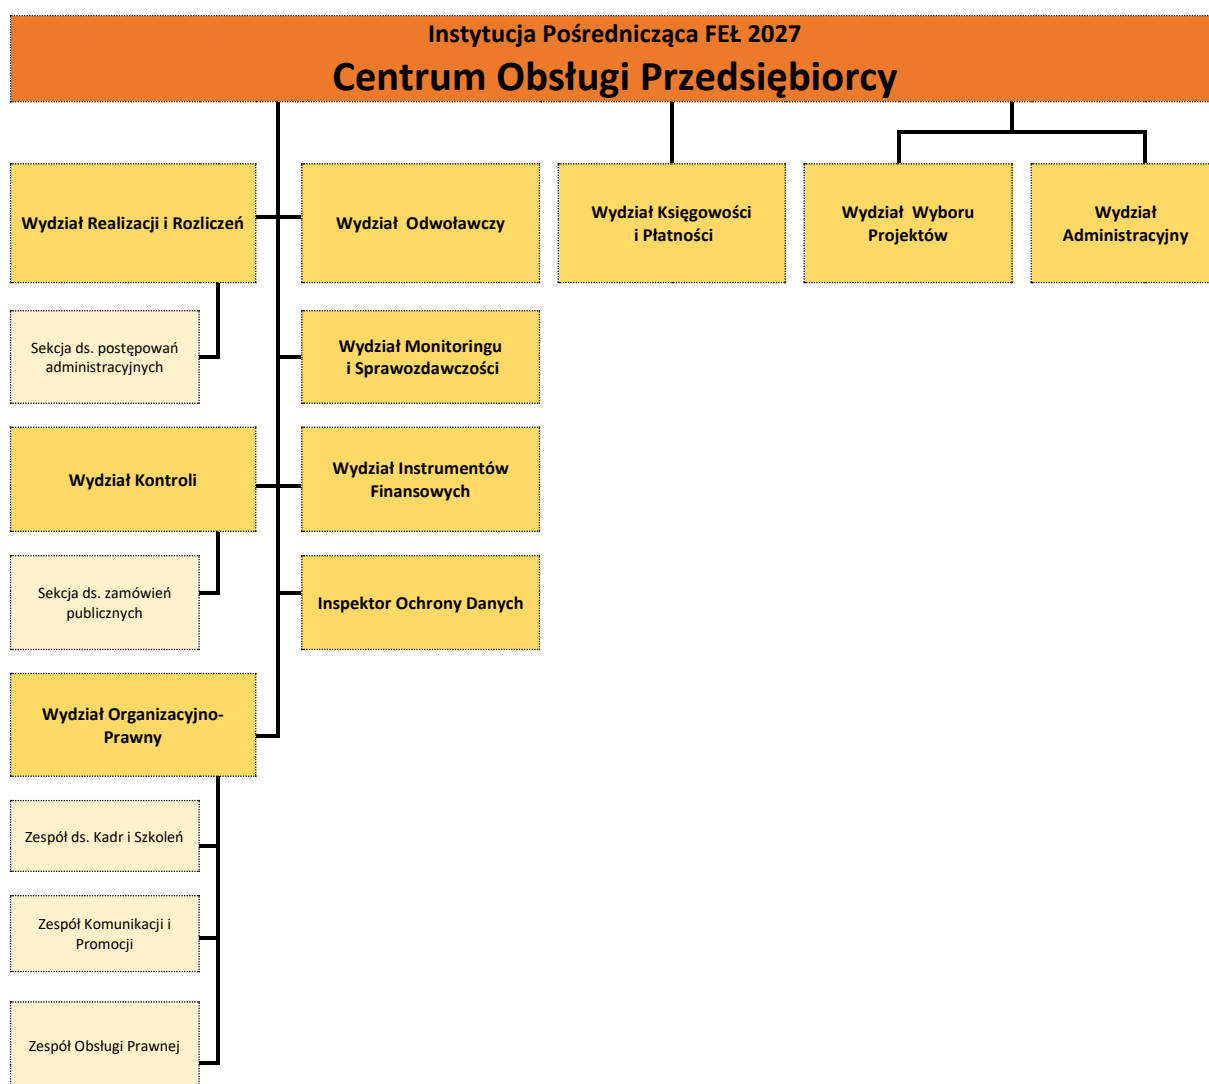 Instytucja Pośrednicząca FEŁ 2027
Centrum Obsługi Przedsiębiorcy
Wydział Realizacji i Rozliczeń
Wydział Odwoławczy
Wydział Księgowości
i Płatności
Wydział Wyboru
Projektów
Wydział
Administracyjny
Sekcja ds. postępowań
administracyjnych
Wydział Monitoringu
i Sprawozdawczości
Wydział Kontroli
Wydział Instrumentów
Finansowych
Sekcja ds. zamówień
publicznych
Inspektor Ochrony Danych
Wydział Organizacyjno-
Prawny
Zespół ds. Kadr i Szkoleń
Zespół Komunikacji i
Promocji
Zespół Obsługi Prawnej